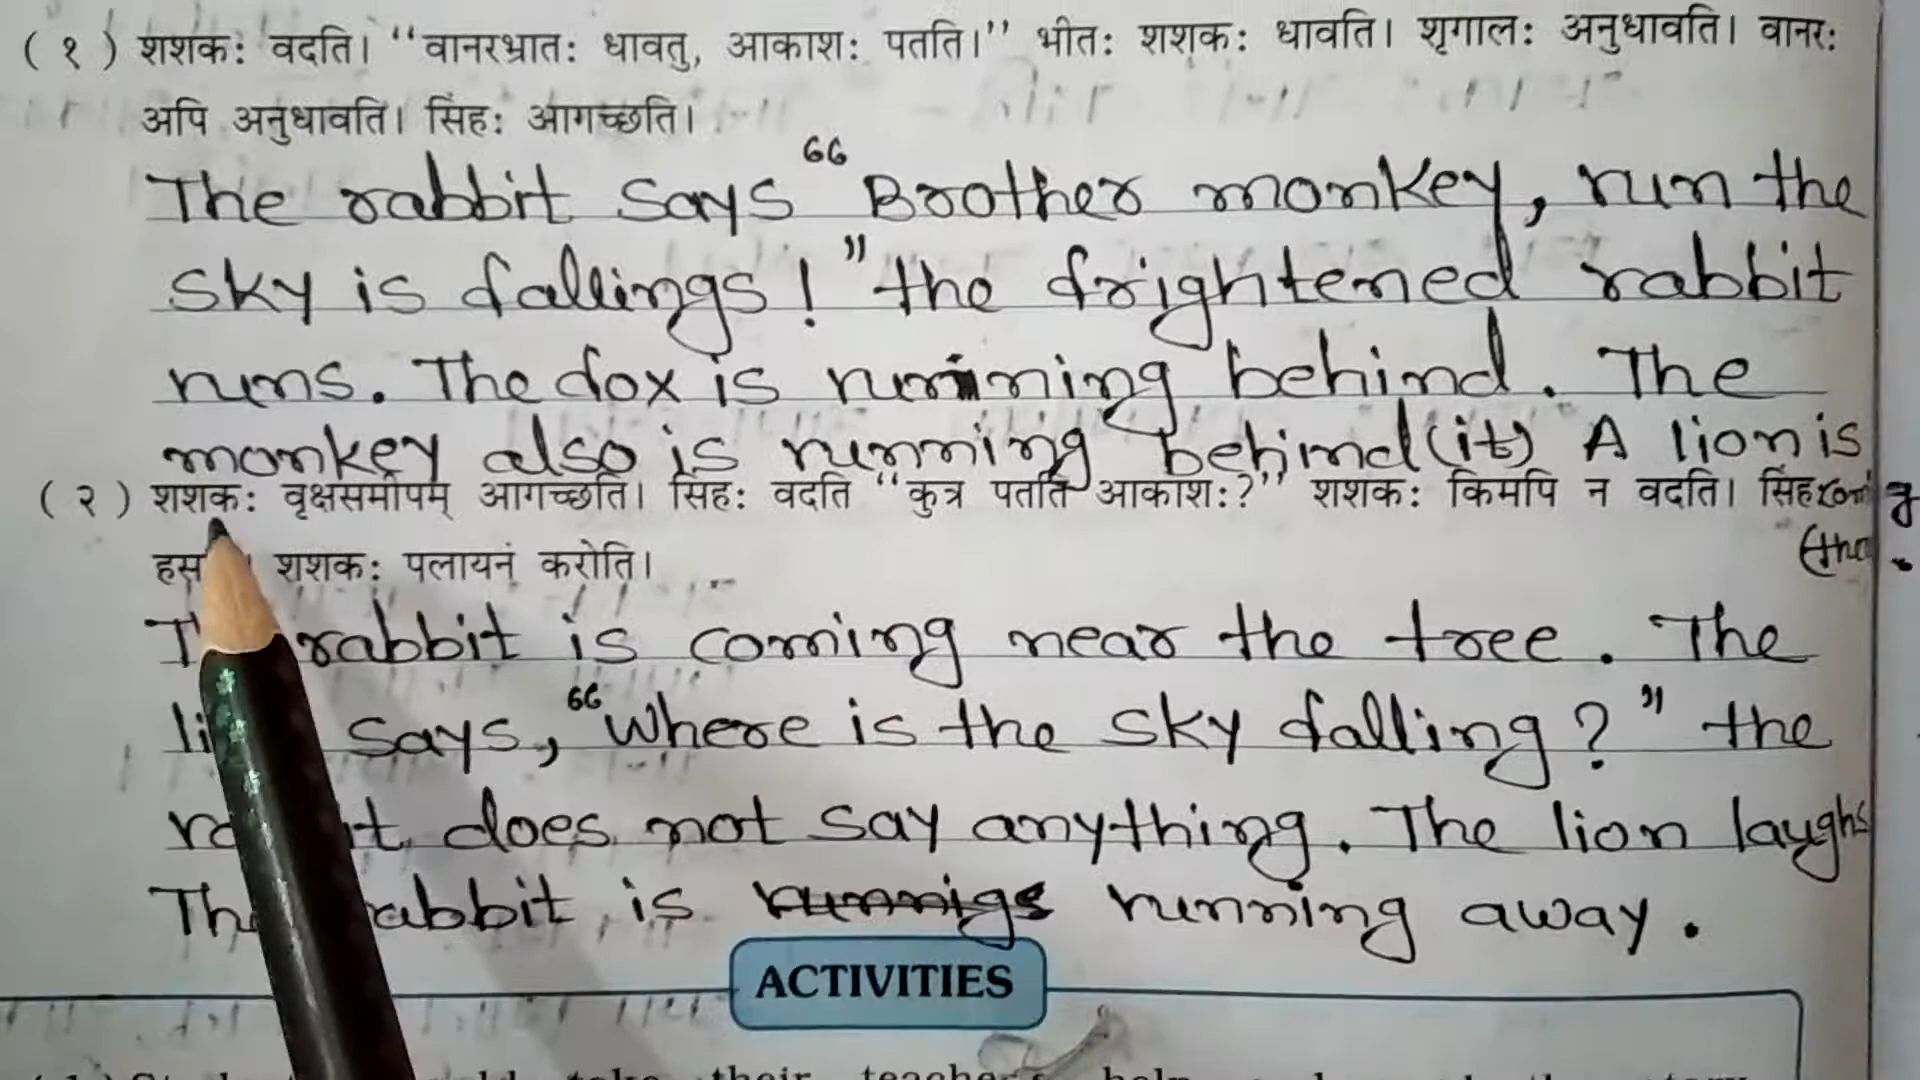 (१) शशकः वदति। “वानरभ्रातः धावतु, आकाशः पतति।” भीतः शशकः धावति। शृगालः अनुधावति। वानरः
अपि अनुधावति। सिंहः आगच्छति।
The rabbit says “Brother monkey, run the
sky is fallings!” the frightened rabbit
runs. The fox is running behind. The
monkey also is running behind (it) A lion is
coming.
(२) शशकः वृक्षसमीपम् आगच्छति। सिंहः वदति “कुत्र पतति आकाशः?” शशकः किमपि न वदति। सिंहः
शशकः पलायनं करोति।
rabbit is coming near the tree. The
says, “Where is the sky falling?” the
does not say anything. The lion laughs
is running away.
ACTIVITIES